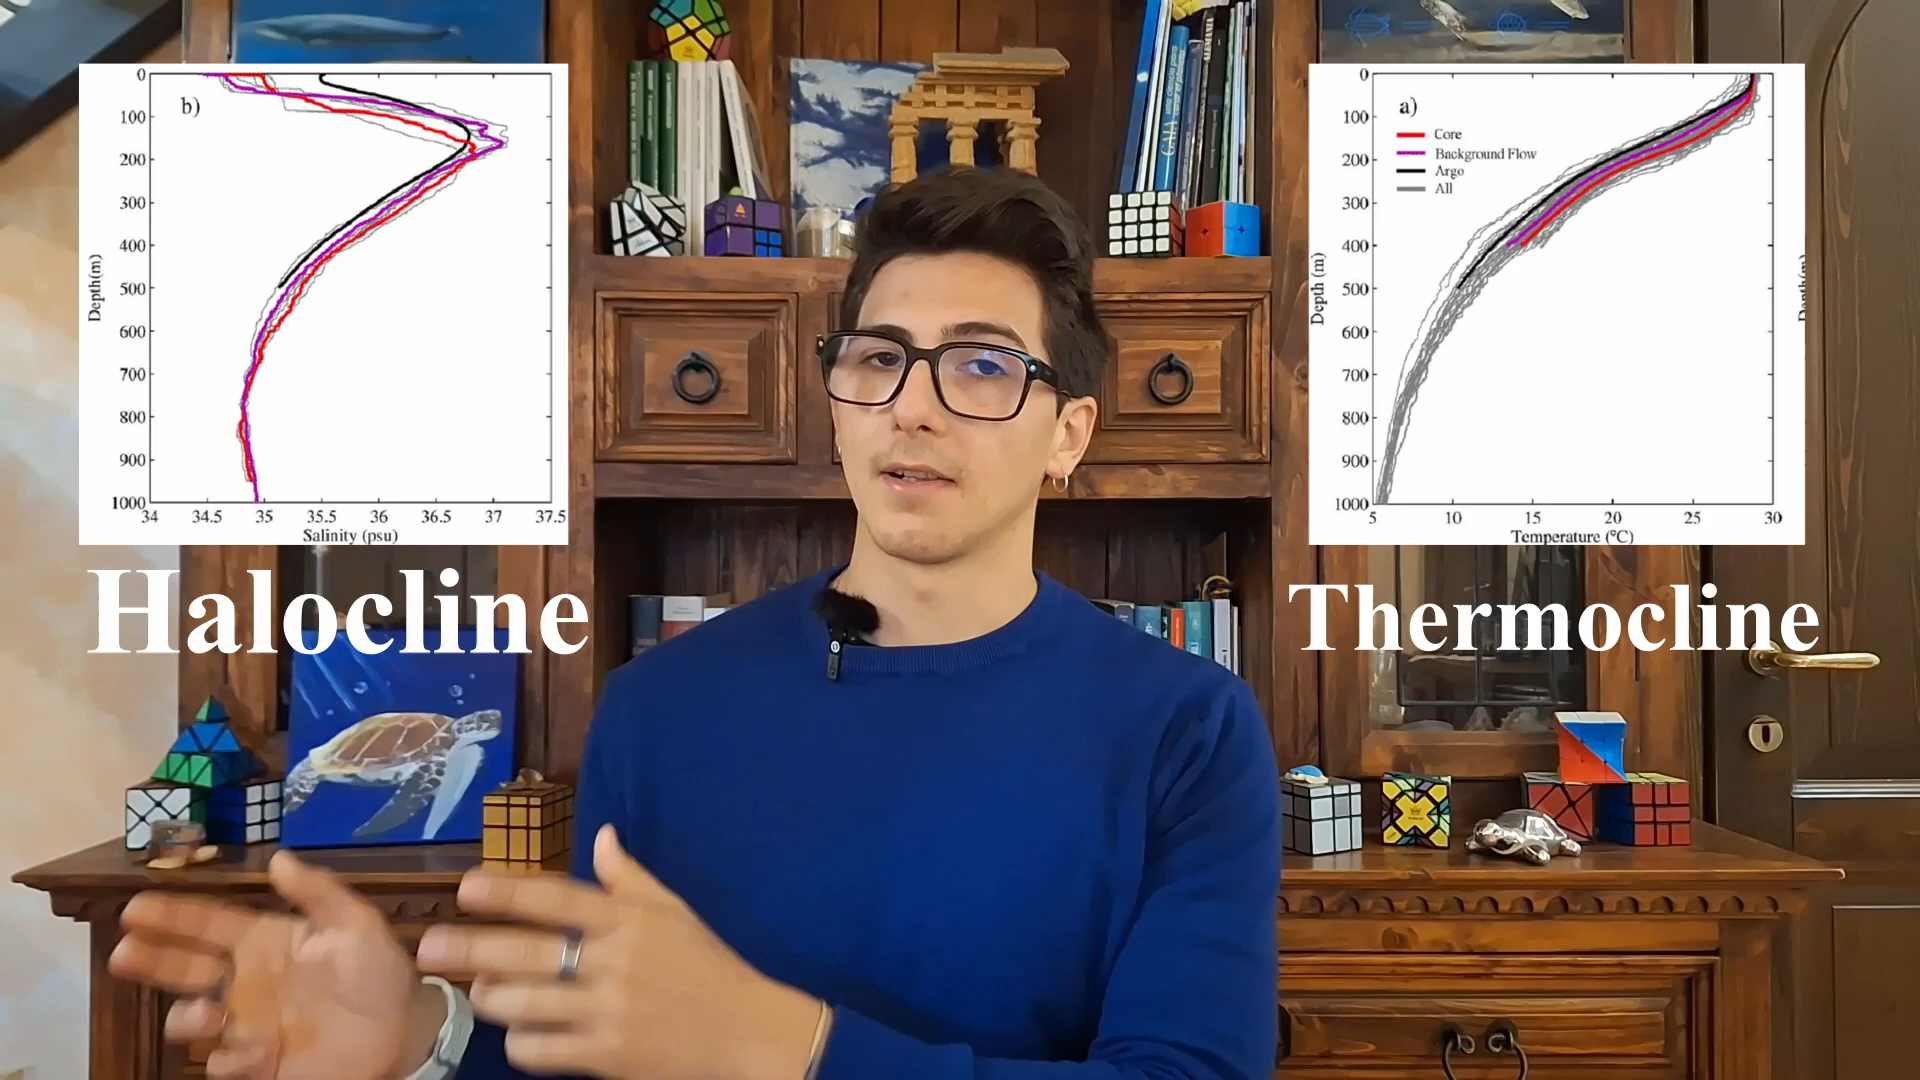 b)
0
100
200
300
400
500
600
700
800
900
1000
34
34.5
35
35.5
36
36.5
37
37.5
Depth(m)
Salinity (psu)
Halocline
a)
Core
Background Flow
Argo
All
0
100
200
300
400
500
600
700
800
900
1000
5
10
15
20
25
30
Depth (m)
Temperature (°C)
Depth(m)
Thermocline
GAIA